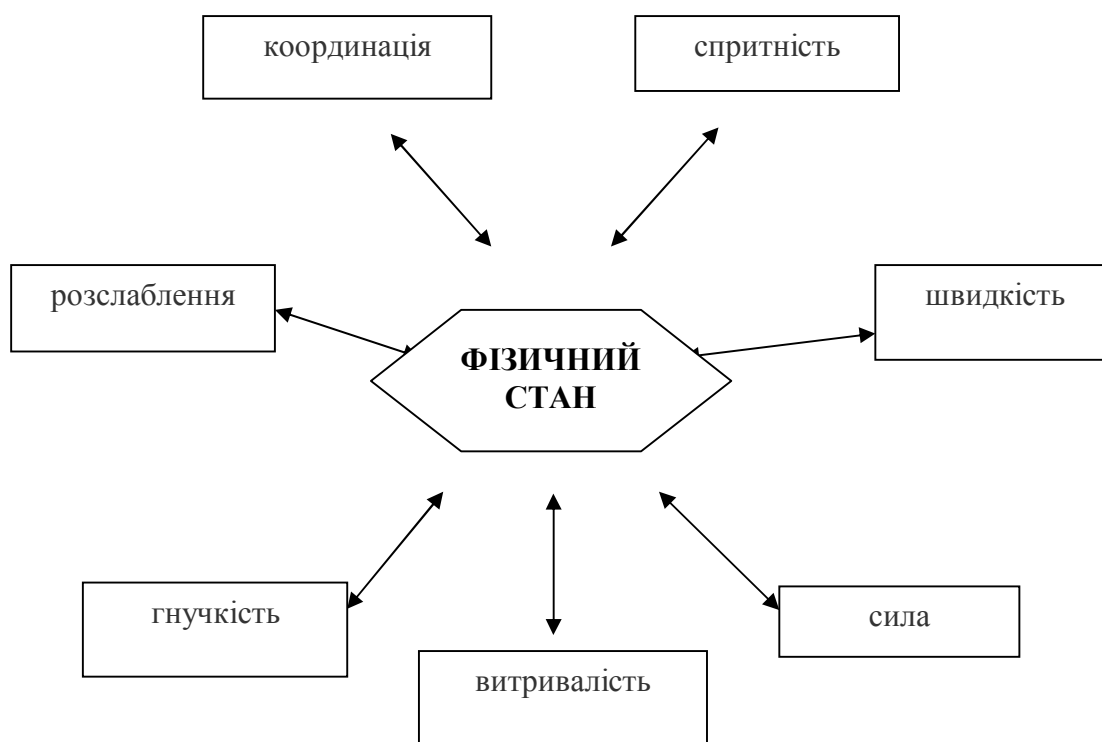 координація
спритність
розслаблення
швидкість
ФІЗИЧНИЙ
СТАН
гнучкість
сила
витривалість